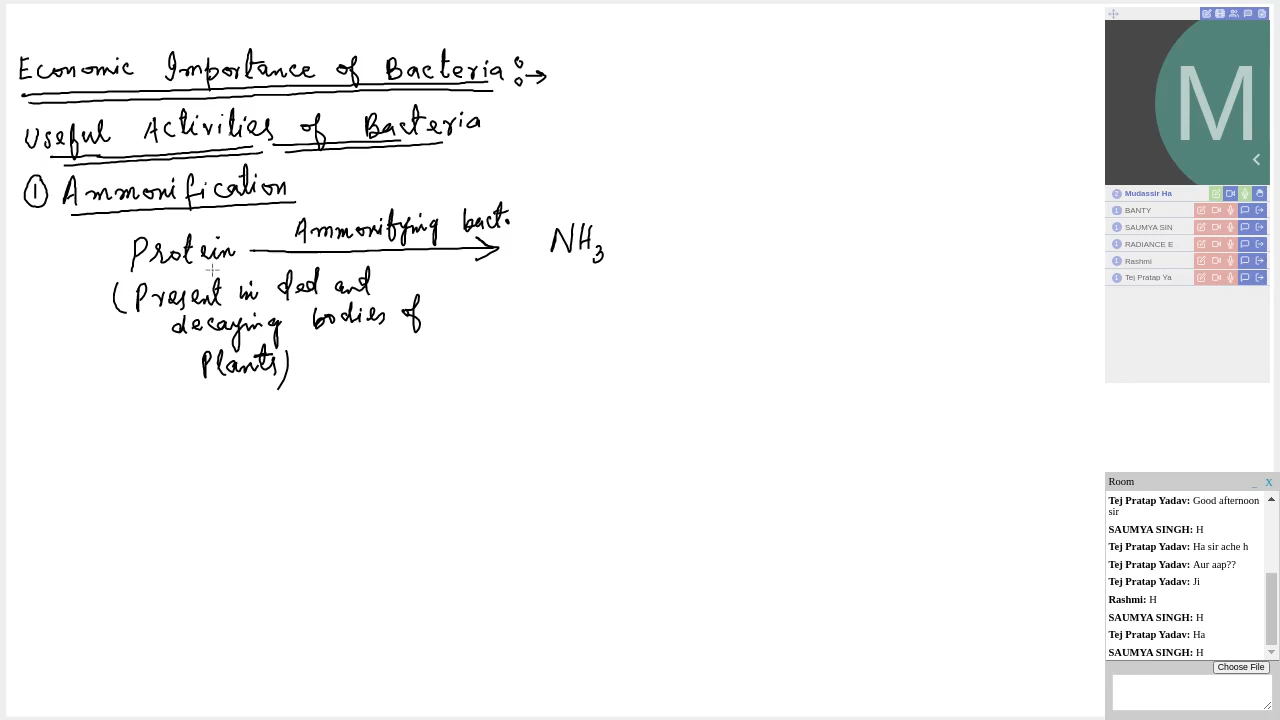 Economic Importance of Bacteria :→
Useful Activities of Bacteria
① Ammonification
Protein Ammonifying bact. → NH3
(Present in ded and
decaying bodies of
Plants)
M
Mudassir Ha
BANTY
SAUMYA SIN
RADIANCE E
Rashmi
Tej Pratap Ya
Room _ X
Tej Pratap Yadav: Good afternoon
sir
SAUMYA SINGH: H
Tej Pratap Yadav: Ha sir ache h
Tej Pratap Yadav: Aur aap??
Tej Pratap Yadav: Ji
Rashmi: H
SAUMYA SINGH: H
Tej Pratap Yadav: Ha
SAUMYA SINGH: H
Choose File